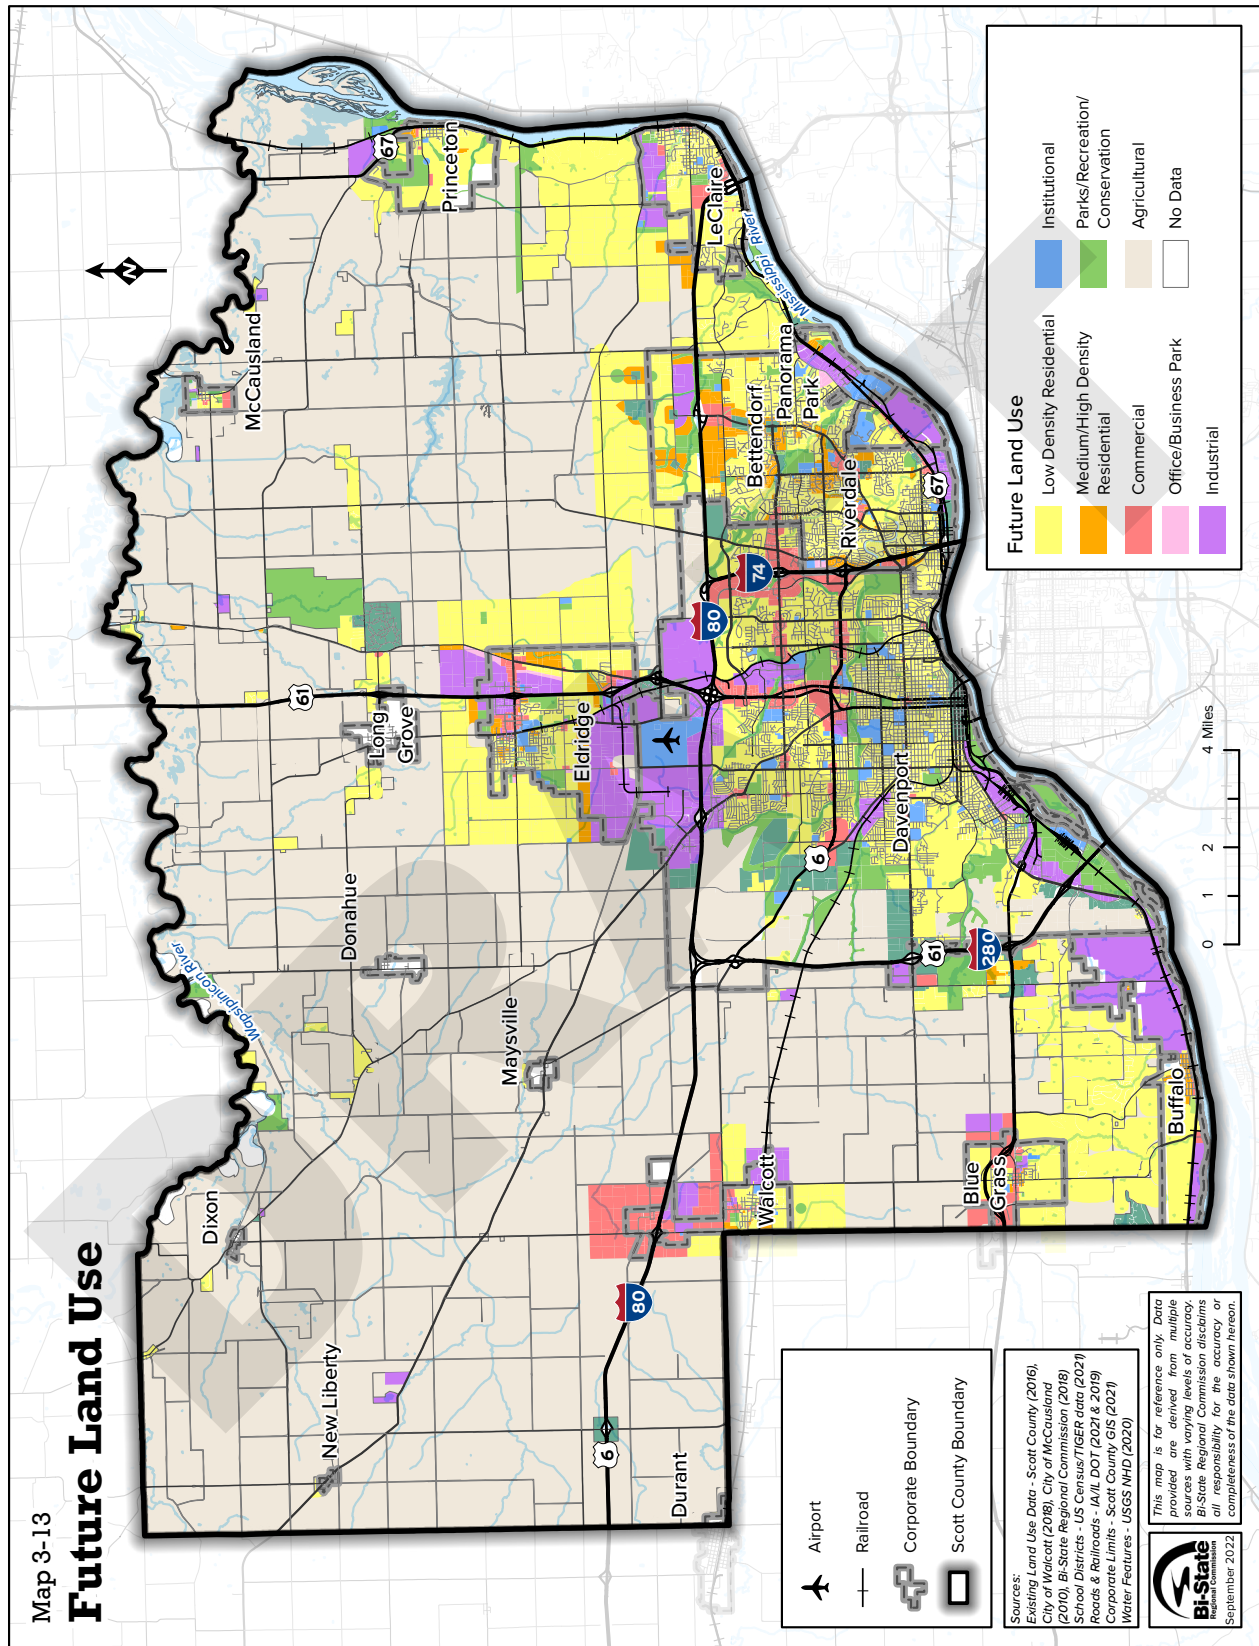 Map 3-13
Future Land Use
N
Wapsipinicon River
Mississippi River
McCausland
Princeton
67
LeClaire
Dixon
Donahue
Long
Grove
61
New Liberty
Maysville
Eldridge
80
74
Bettendorf
Panorama
Park
Riverdale
67
6
Durant
80
Walcott
6
Davenport
61
280
Blue
Grass
Buffalo
DRAFT
Airport
Railroad
Corporate Boundary
Scott County Boundary
Sources:
Existing Land Use Data - Scott County (2016),
City of Walcott (2018), City of McCausland
(2010), Bi-State Regional Commission (2018)
School Districts - US Census/TIGER data (2021)
Roads & Railroads - IA/IL DOT (2021 & 2019)
Corporate Limits - Scott County GIS (2021)
Water Features - USGS NHD (2020)
Bi-State
Regional Commission
September 2022
This map is for reference only. Data
provided are derived from multiple
sources with varying levels of accuracy.
Bi-State Regional Commission disclaims
all responsibility for the accuracy or
completeness of the data shown hereon.
0 1 2 4 Miles
Future Land Use
Low Density Residential
Medium/High Density
Residential
Commercial
Office/Business Park
Industrial
Institutional
Parks/Recreation/
Conservation
Agricultural
No Data